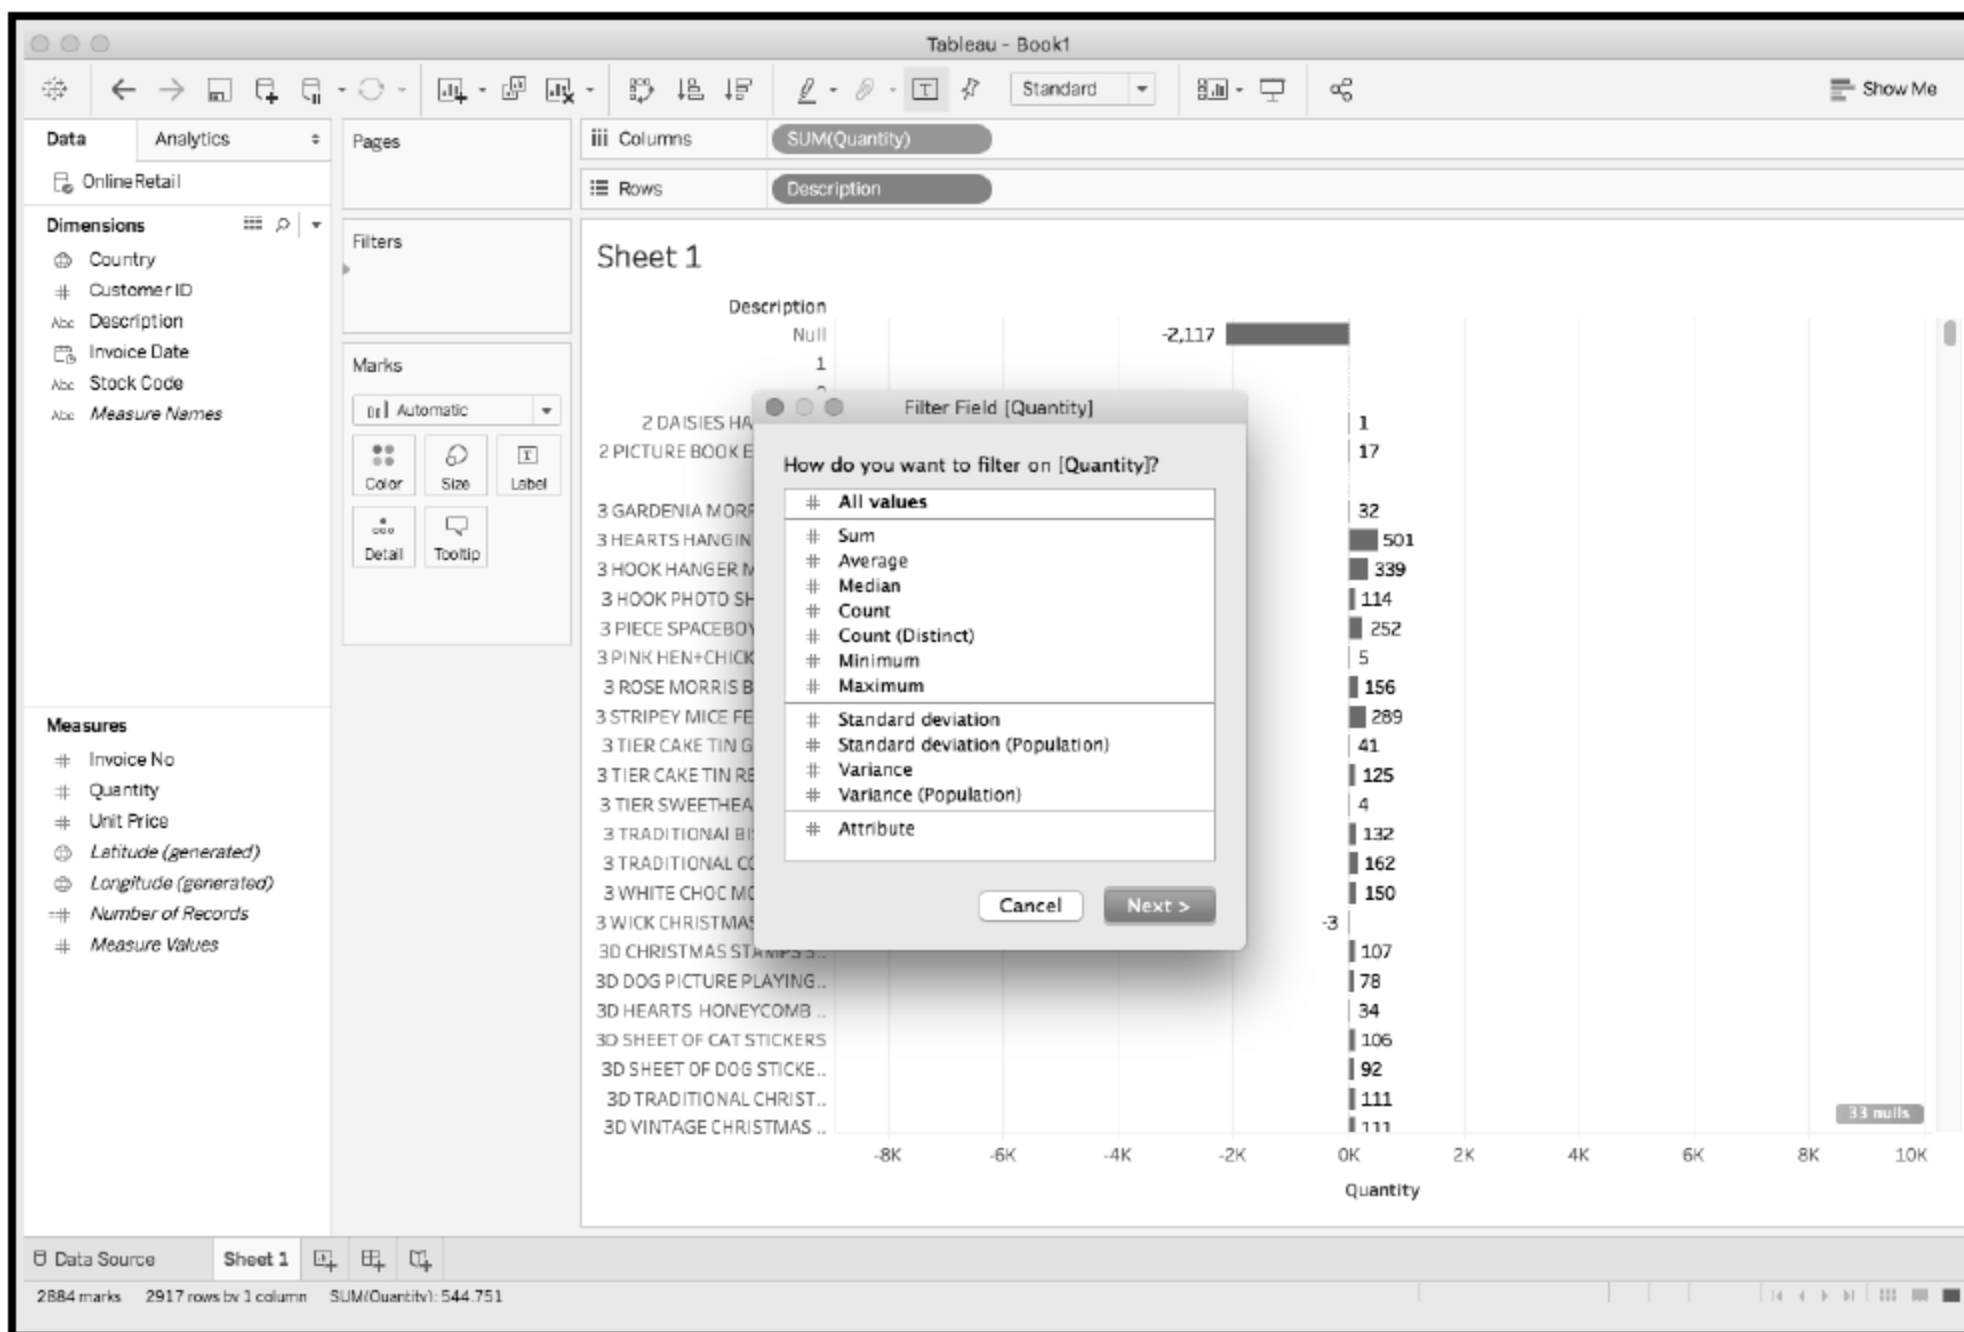 Tableau - Book1
Standard
Show Me
Data Analytics
Pages
Columns SUM(Quantity)
Rows Description
OnlineRetail
Dimensions
Country
Customer ID
Abc Description
Invoice Date
Abc Stock Code
Abc Measure Names
Filters
Marks
Automatic
Color Size Label
Detail Tooltip
Measures
Invoice No
Quantity
Unit Price
Latitude (generated)
Longitude (generated)
Number of Records
Measure Values
Sheet 1
Description
Null -2,117
1
2 DAISIES HA 1
2 PICTURE BOOK E 17
3 GARDENIA MORR 32
3 HEARTS HANGIN 501
3 HOOK HANGER M 339
3 HOOK PHOTO SH 114
3 PIECE SPACEBOY 252
3 PINK HEN+CHICK 5
3 ROSE MORRIS B 156
3 STRIPEY MICE FE 289
3 TIER CAKE TIN G 41
3 TIER CAKE TIN RE 125
3 TIER SWEETHEA 4
3 TRADITIONAl BI 132
3 TRADITIONAL CO 162
3 WHITE CHOC MO 150
3 WICK CHRISTMAS -3
3D CHRISTMAS STAMPS S.. 107
3D DOG PICTURE PLAYING.. 78
3D HEARTS HONEYCOMB .. 34
3D SHEET OF CAT STICKERS 106
3D SHEET OF DOG STICKE.. 92
3D TRADITIONAL CHRIST.. 111
3D VINTAGE CHRISTMAS .. 111
33 nulls
-8K -6K -4K -2K 0K 2K 4K 6K 8K 10K
Quantity
Filter Field [Quantity]
How do you want to filter on [Quantity]?
# All values
# Sum
# Average
# Median
# Count
# Count (Distinct)
# Minimum
# Maximum
# Standard deviation
# Standard deviation (Population)
# Variance
# Variance (Population)
# Attribute
Cancel Next >
Data Source Sheet 1
2884 marks 2917 rows by 1 column SUM(Quantity): 544,751